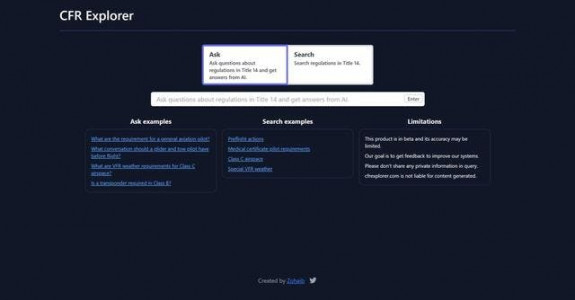 CFR Explorer
Ask
Ask questions about
regulations in Title 14 and get
answers from AI.
Search
Search regulations in Title 14.
Ask questions about regulations in Title 14 and get answers from AI.
Enter
Ask examples
What are the requirement for a general aviation pilot?
What conversation should a glider and tow pilot have
before flight?
What are VFR weather requirements for Class C
airspace?
Is a transponder required in Class B?
Search examples
Preflight actions
Medical certificate pilot requirements
Class C airspace
Special VFR weather
Limitations
This product is in beta and its accuracy may be
limited.
Our goal is to get feedback to improve our systems.
Please don't share any private information in query.
cfrexplorer.com is not liable for content generated.
Created by Zohaib